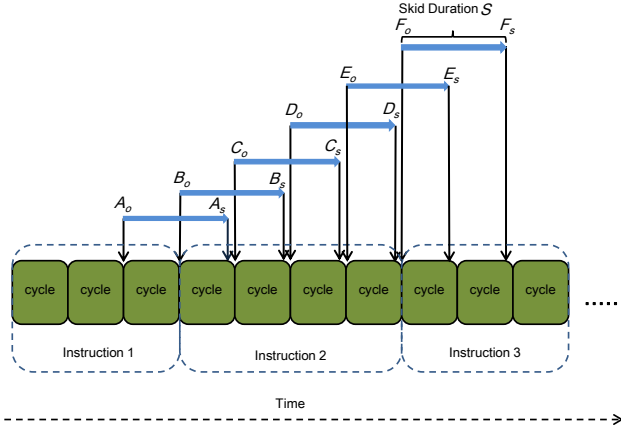 Skid Duration S
Fo Fs
Eo Es
Do Ds
Co Cs
Bo Bs
Ao As
cycle cycle cycle cycle cycle cycle cycle cycle cycle cycle
.....
Instruction 1 Instruction 2 Instruction 3
Time